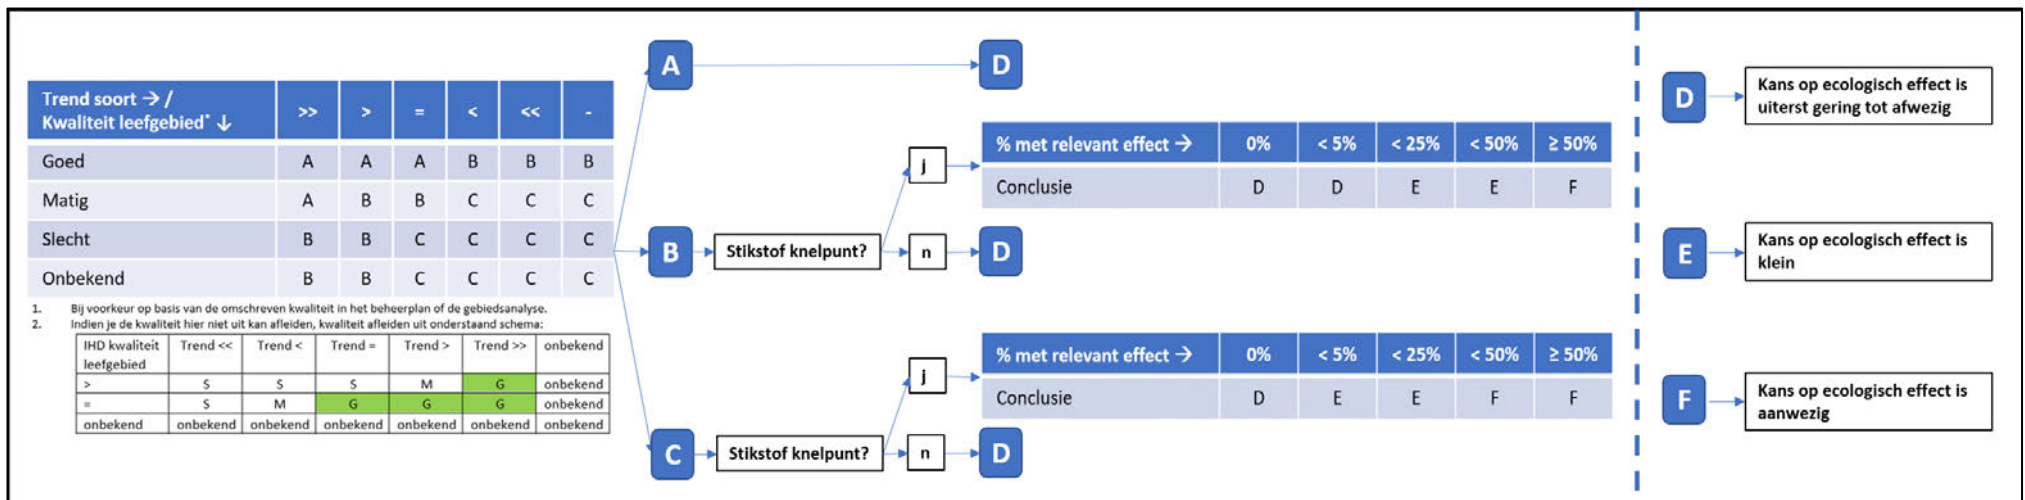 Trend soort → /
Kwaliteit leefgebied* ↓ >> > = < << -
Goed A A A B B B
Matig A B B C C C
Slecht B B C C C C
Onbekend B B C C C C
1. Bij voorkeur op basis van de omschreven kwaliteit in het beheerplan of de gebiedsanalyse.
2. Indien je de kwaliteit hier niet uit kan afleiden, kwaliteit afleiden uit onderstaand schema:
IHD kwaliteit Trend << Trend < Trend = Trend > Trend >> onbekend
leefgebied
> S S S M G onbekend
= S M G G G onbekend
onbekend onbekend onbekend onbekend onbekend onbekend onbekend
A
D
B
Stikstof knelpunt?
j
% met relevant effect → 0% < 5% < 25% < 50% ≥ 50%
Conclusie D D E E F
n
D
C
Stikstof knelpunt?
j
% met relevant effect → 0% < 5% < 25% < 50% ≥ 50%
Conclusie D E E F F
n
D
D
Kans op ecologisch effect is
uiterst gering tot afwezig
E
Kans op ecologisch effect is
klein
F
Kans op ecologisch effect is
aanwezig